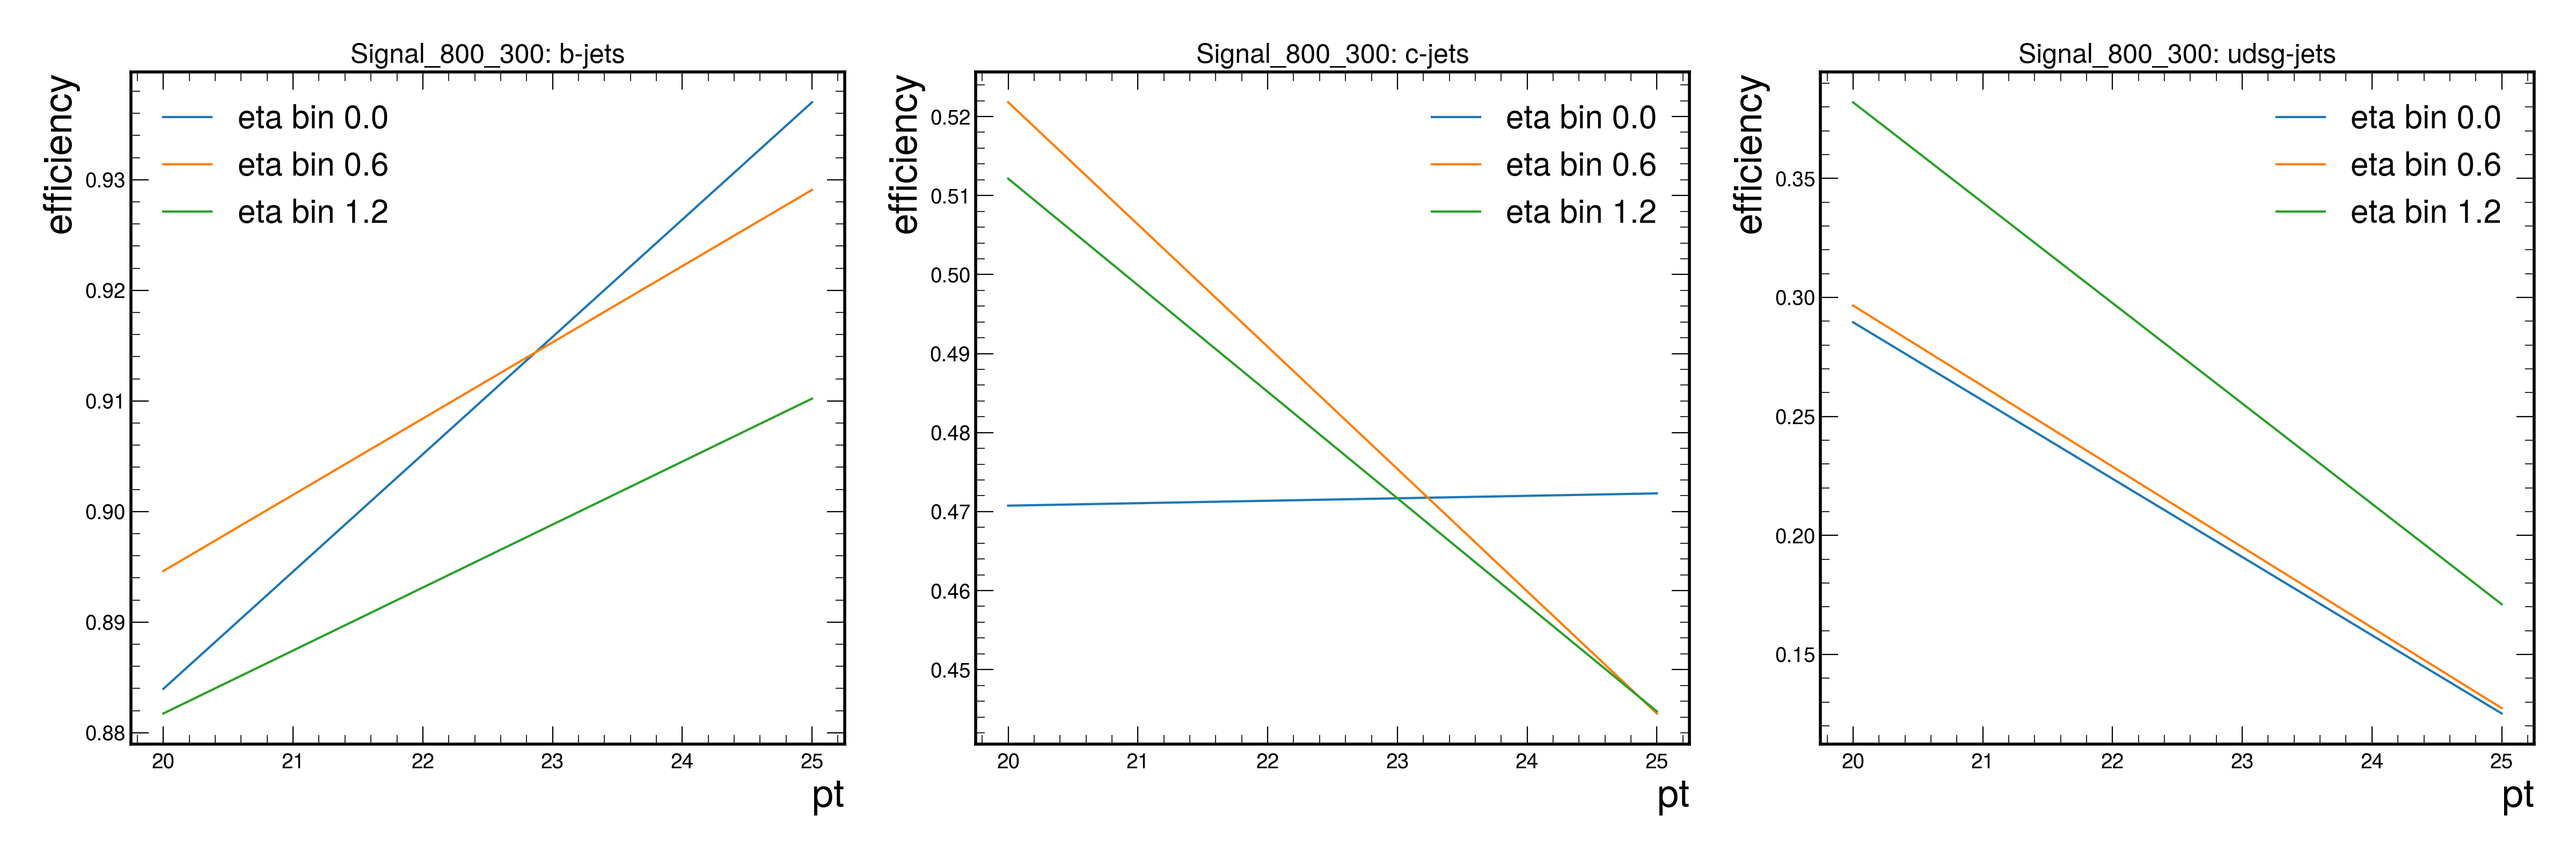 Signal_800_300: b-jets
efficiency
eta bin 0.0
eta bin 0.6
eta bin 1.2
0.93
0.92
0.91
0.90
0.89
0.88
20 21 22 23 24 25
pt
Signal_800_300: c-jets
efficiency
eta bin 0.0
eta bin 0.6
eta bin 1.2
0.52
0.51
0.50
0.49
0.48
0.47
0.46
0.45
20 21 22 23 24 25
pt
Signal_800_300: udsg-jets
efficiency
eta bin 0.0
eta bin 0.6
eta bin 1.2
0.35
0.30
0.25
0.20
0.15
20 21 22 23 24 25
pt